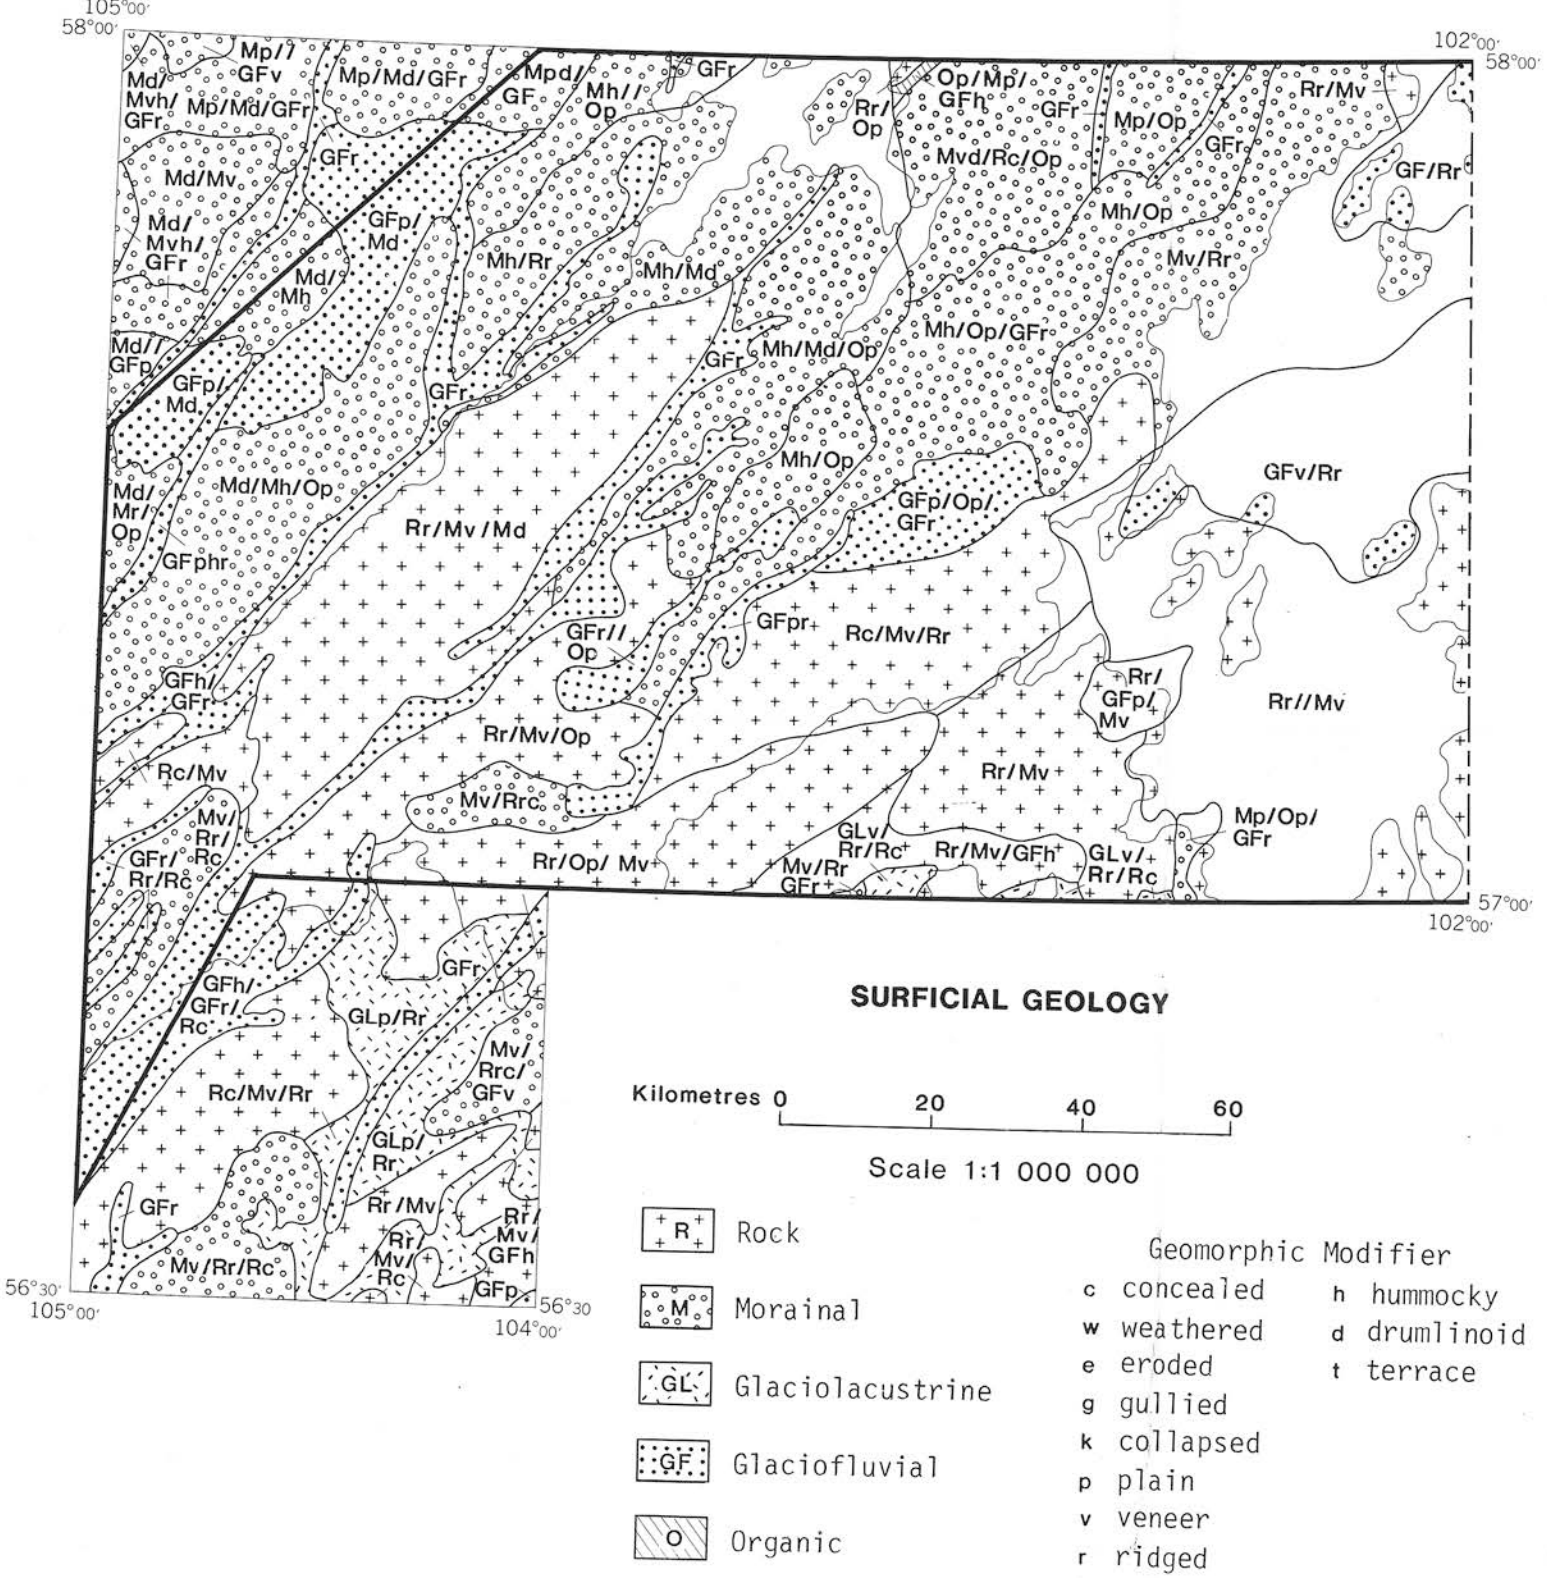 105°00'
58°00'
102°00'
58°00'
Mp//
GFv
Mp/Md/GFr
Mpd/
GF
GFr
Mh//
Op
Rr/
Op
Op/Mp/
GFh
GFr
Mp/Op
Rr/Mv
Md/
Mvh/
GFr
Mp/Md/GFr
GFr
Mvd/Rc/Op
GFr
GF/Rr
Md/Mv
Md/
Mvh/
GFr
GFp/
Md
Mh/Op
Mh/Rr
Mh/Md
Mv/Rr
Md/
Mh
Mh/Op/GFr
Md//
GFp
GFp/
Md
GFr
GFr
Mh/Md/Op
Mh/Op
GFv/Rr
Md/
Mr/
Op
Md/Mh/Op
Rr/Mv/Md
GFp/Op/
GFr
GFphr
GFr//
Op
GFpr
Rc/Mv/Rr
GFh/
GFr
Rr/
GFp/
Mv
Rr//Mv
Rr/Mv/Op
Rc/Mv
Rr/Mv
Mv/Rrc
Mv/
Rr/
Rc
Mp/Op/
GFr
GFr/
Rr/Rc
Rr/Op/ Mv
GLv/
Rr/Rc
Mv/Rr
GFr
Rr/Mv/GFh
GLv/
Rr/Rc
57°00'
102°00'
GFh/
GFr/
Rc
GFr
GLp/Rr
Mv/
Rrc/
GFv
Rc/Mv/Rr
GLp/
Rr
GFr
Rr/Mv
Rr/
Mv/
GFh
Rr/
Mv/
Rc
Mv/Rr/Rc
GFp
56°30'
105°00'
56°30
104°00'
SURFICIAL GEOLOGY
Kilometres 0 20 40 60
Scale 1:1 000 000
R Rock
M Morainal
GL Glaciolacustrine
GF Glaciofluvial
O Organic
Geomorphic Modifier
c concealed
w weathered
e eroded
g gullied
k collapsed
p plain
v veneer
r ridged
h hummocky
d drumlinoid
t terrace